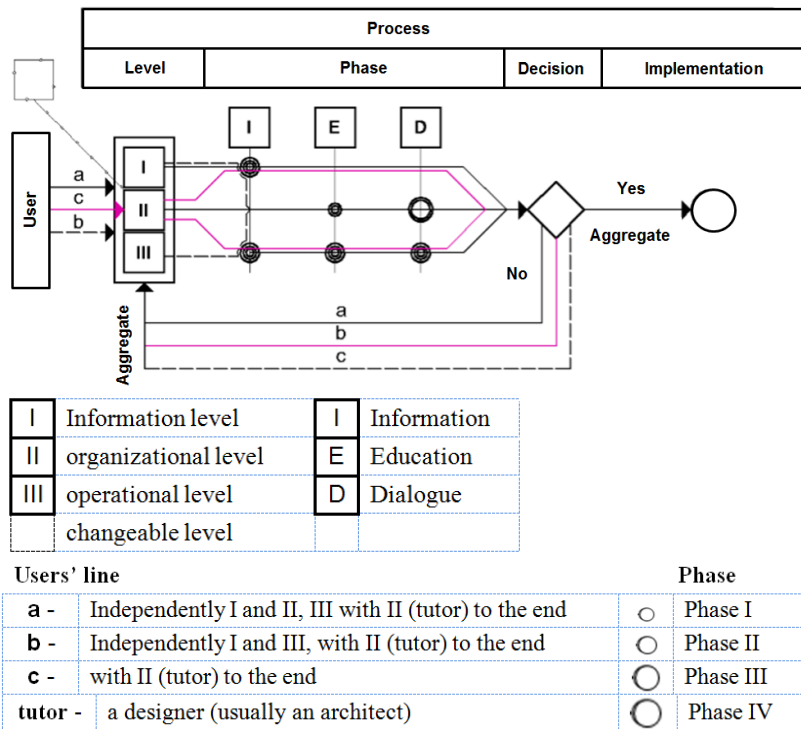 Process
Level Phase Decision Implementation
I E D
User
a
c
b
I
II
III
Yes
Aggregate
No
Aggregate
a
b
c
I Information level I Information
II organizational level E Education
III operational level D Dialogue
changeable level
Users’ line Phase
a - Independently I and II, III with II (tutor) to the end Phase I
b - Independently I and III, with II (tutor) to the end Phase II
c - with II (tutor) to the end Phase III
tutor - a designer (usually an architect) Phase IV